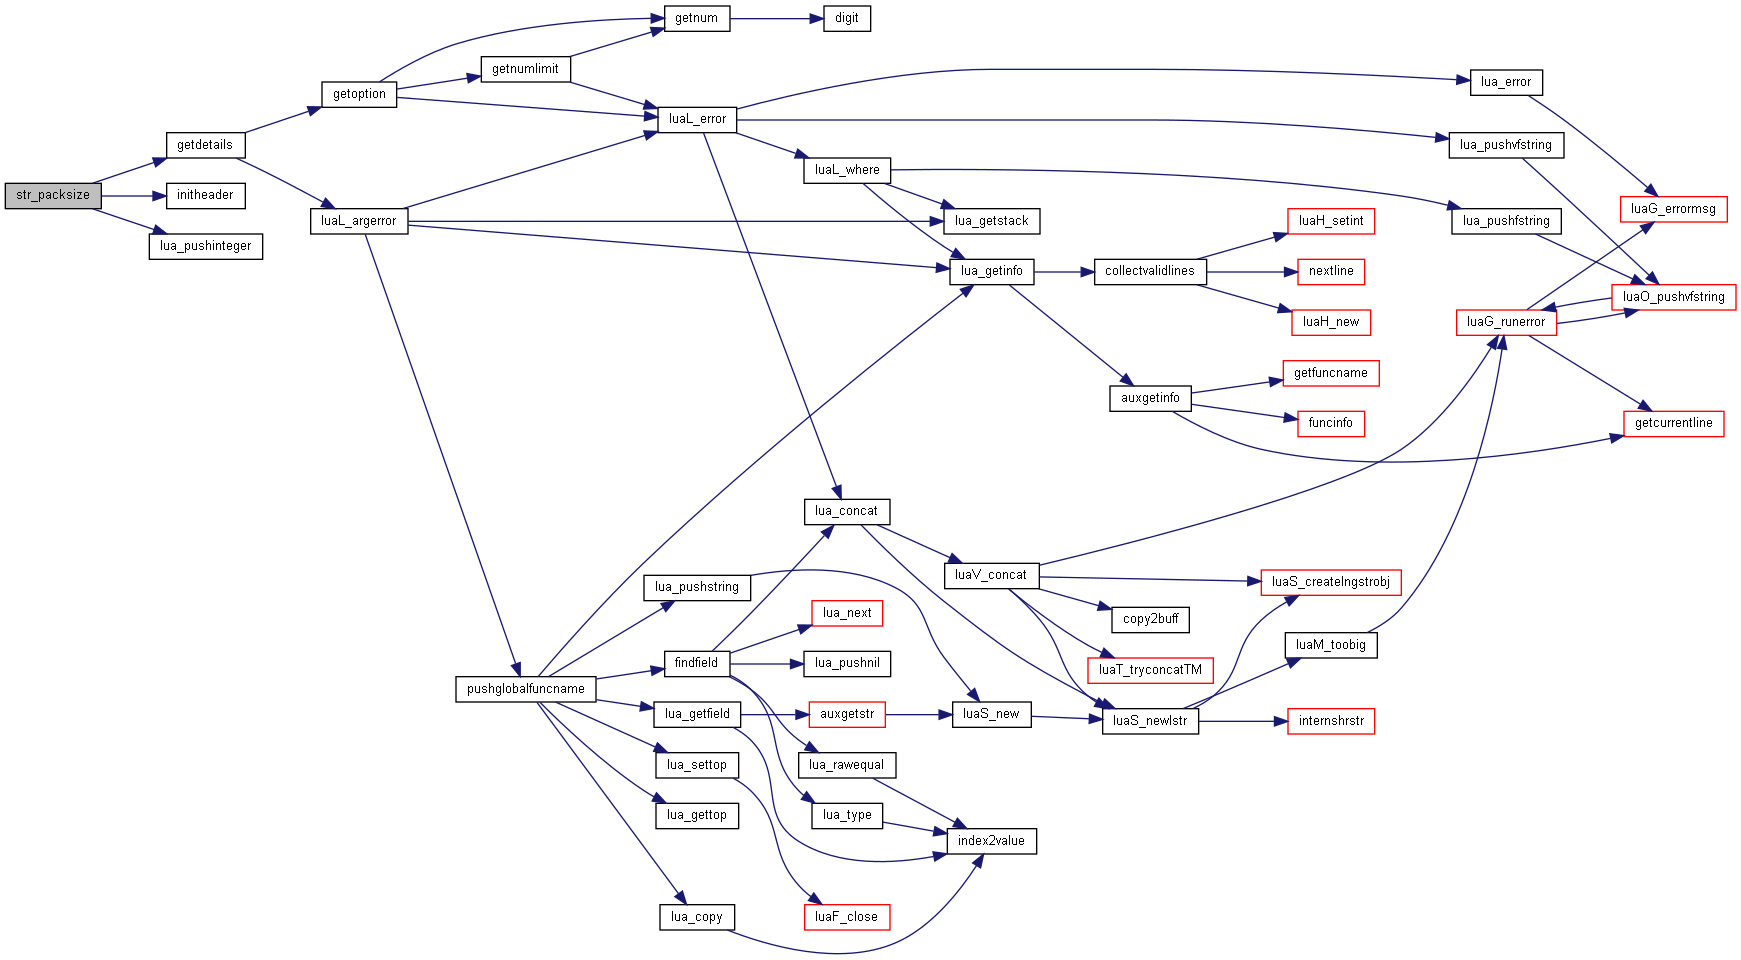 getnum
digit
getnumlimit
lua_error
getoption
luaL_error
getdetails
lua_pushvfstring
luaL_where
str_packsize
initheader
luaG_errormsg
luaL_argerror
lua_getstack
luaH_setint
lua_pushfstring
lua_pushinteger
lua_getinfo
collectvalidlines
nextline
luaO_pushvfstring
luaH_new
luaG_runerror
getfuncname
auxgetinfo
funcinfo
getcurrentline
lua_concat
luaV_concat
luaS_createlngstrobj
lua_pushstring
lua_next
copy2buff
luaM_toobig
findfield
lua_pushnil
luaT_tryconcatTM
pushglobalfuncname
lua_getfield
auxgetstr
luaS_new
luaS_newlstr
internshrstr
lua_settop
lua_rawequal
lua_gettop
lua_type
index2value
lua_copy
luaF_close